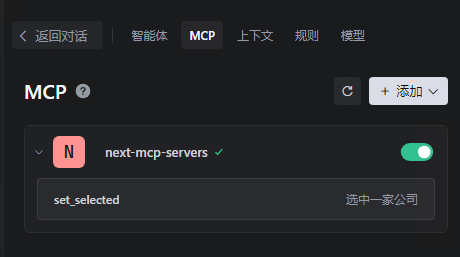 返回对话 智能体 MCP 上下文 规则 模型
MCP ? + 添加
N next-mcp-servers
set_selected 选中一家公司